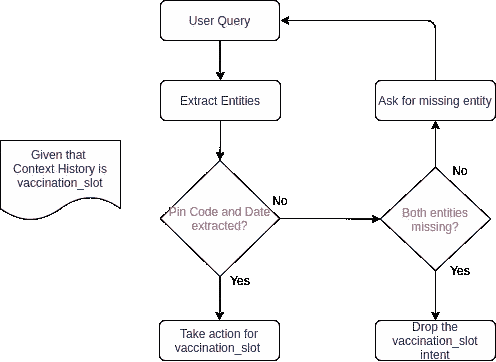 User Query
Extract Entities
Ask for missing entity
Given that
Context History is
vaccination_slot
Pin Code and Date
extracted?
No
Both entities
missing?
No
Yes
Yes
Take action for
vaccination_slot
Drop the
vaccination_slot
intent